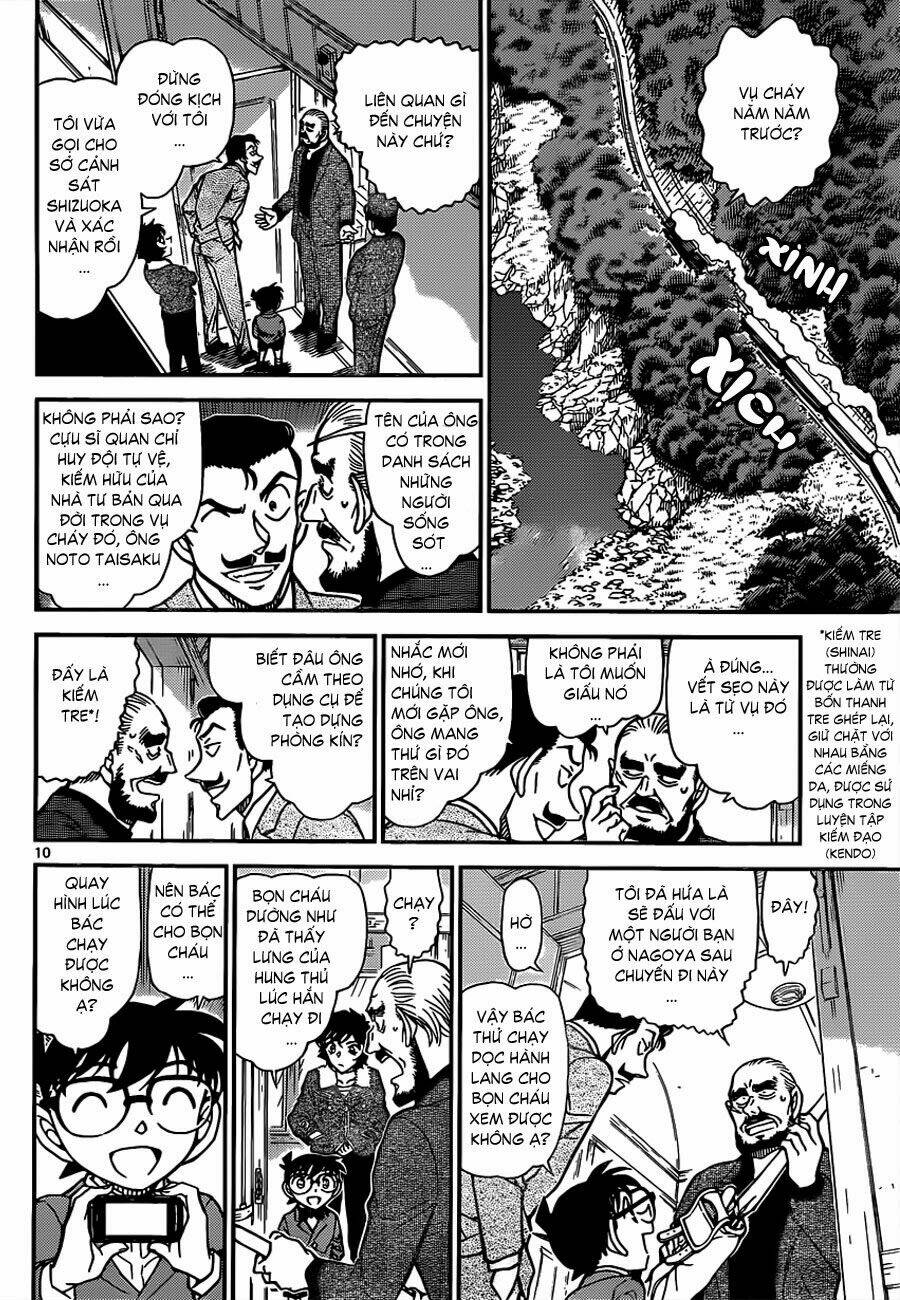 VỤ CHÁY
NĂM NĂM
TRƯỚC?
XÌNH
XỊCH
LIÊN QUAN GÌ
ĐẾN CHUYỆN
NÀY CHỨ?
ĐỪNG
ĐÓNG KỊCH
VỚI TÔI
...
TÔI VỪA
GỌI CHO
SỞ CẢNH
SÁT
SHIZUOKA
VÀ XÁC
NHẬN RỒI
...
TÊN CỦA ÔNG
CÓ TRONG
DANH SÁCH
NHỮNG
NGƯỜI
SỐNG
SÓT
...
KHÔNG PHẢI SAO?
CỰU SĨ QUAN CHỈ
HUY ĐỘI TỰ VỆ,
KIẾM HỮU CỦA
NHÀ TƯ BẢN QUA
ĐỜI TRONG VỤ
CHÁY ĐÓ, ÔNG
NOTO TAISAKU
...
*KIẾM TRE
(SHINAI)
THƯỜNG
ĐƯỢC LÀM TỪ
BỐN THANH
TRE GHÉP LẠI,
GIỮ CHẶT VỚI
NHAU BẰNG
CÁC MIẾNG
DA, ĐƯỢC SỬ
DỤNG TRONG
LUYỆN TẬP
KIẾM ĐẠO
(KENDO)
À ĐÚNG...
VẾT SẸO NÀY
LÀ TỪ VỤ ĐÓ
...
KHÔNG PHẢI
LÀ TÔI MUỐN
GIẤU NÓ
NHẮC MỚI
NHỚ, KHI
CHÚNG TÔI
MỚI GẶP ÔNG,
ÔNG MANG
THỨ GÌ ĐÓ
TRÊN VAI
NHỈ?
BIẾT ĐÂU ÔNG
CẦM THEO
DỤNG CỤ ĐỂ
TẠO DỰNG
PHÒNG KÍN?
ĐẤY LÀ
KIẾM
TRE*!
10
ĐÂY!
TÔI ĐÃ HỨA LÀ
SẼ ĐẤU VỚI
MỘT NGƯỜI BẠN
Ở NAGOYA SAU
CHUYẾN ĐI NÀY
...
HỜ
...
VẬY BÁC
THỬ CHẠY
DỌC HÀNH
LANG CHO
BỌN CHÁU
XEM ĐƯỢC
KHÔNG Ạ?
CHẠY
?
BỌN CHÁU
DƯỜNG NHƯ
ĐÃ THẤY
LƯNG CỦA
HUNG THỦ
LÚC HẮN
CHẠY ĐI
...
NÊN BÁC
CÓ THỂ
CHO BỌN
CHÁU
...
QUAY
HÌNH LÚC
BÁC
CHẠY
ĐƯỢC
KHÔNG
Ạ?